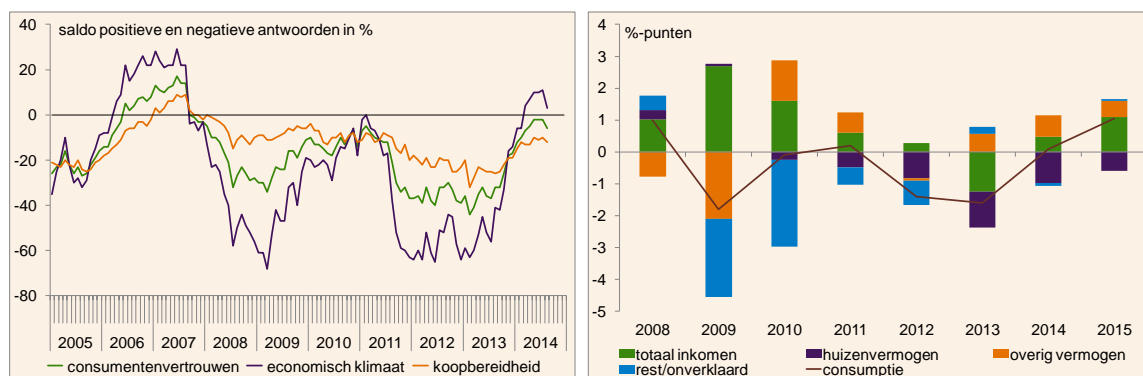 saldo positieve en negatieve antwoorden in %
40
20
0
-20
-40
-60
-80
2005 2006 2007 2008 2009 2010 2011 2012 2013 2014
consumentenvertrouwen economisch klimaat koopbereidheid
%-punten
4
3
2
1
0
-1
-2
-3
-4
-5
2008 2009 2010 2011 2012 2013 2014 2015
totaal inkomen huizenvermogen overig vermogen
rest/onverklaard consumptie